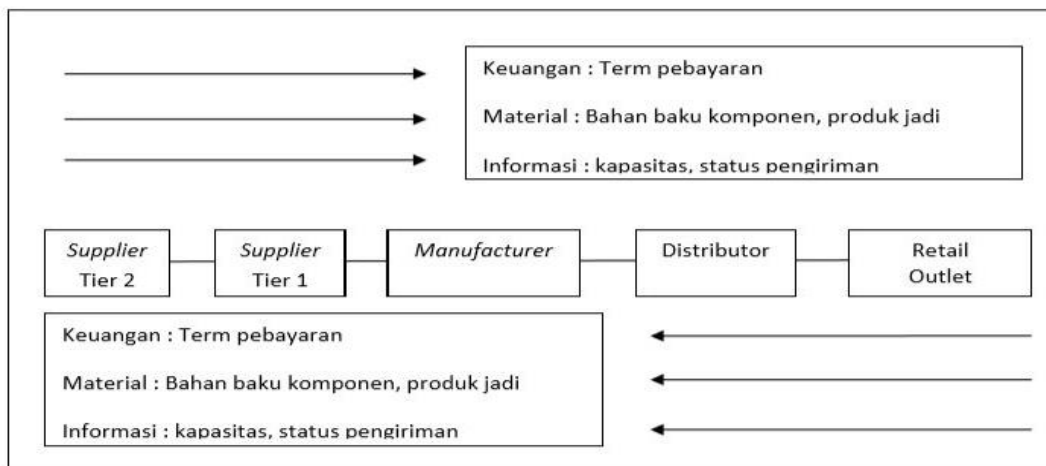 Keuangan : Term pebayaran
Material : Bahan baku komponen, produk jadi
Informasi : kapasitas, status pengiriman
Supplier
Tier 2
Supplier
Tier 1
Manufacturer
Distributor
Retail
Outlet
Keuangan : Term pebayaran
Material : Bahan baku komponen, produk jadi
Informasi : kapasitas, status pengiriman